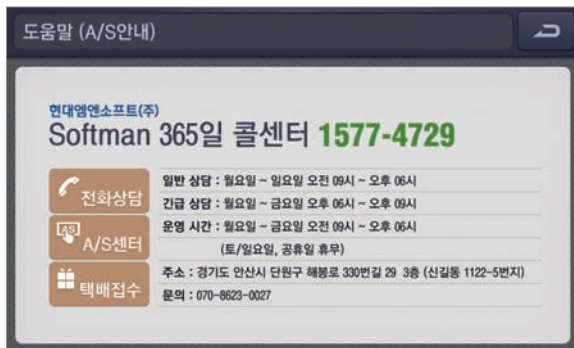 도움말 (A/S안내)
현대엠엔소프트(주)
Softman 365일 콜센터 1577-4729
전화상담
일반 상담 : 월요일 ~ 일요일 오전 09시 ~ 오후 06시
긴급 상담 : 월요일 ~ 금요일 오후 06시 ~ 오후 09시
A/S
A/S센터
운영 시간 : 월요일 ~ 금요일 오전 09시 ~ 오후 06시
(토/일요일, 공휴일 휴무)
택배접수
주소 : 경기도 안산시 단원구 해봉로 330번길 29 3층 (신길동 1122-5번지)
문의 : 070-8623-0027